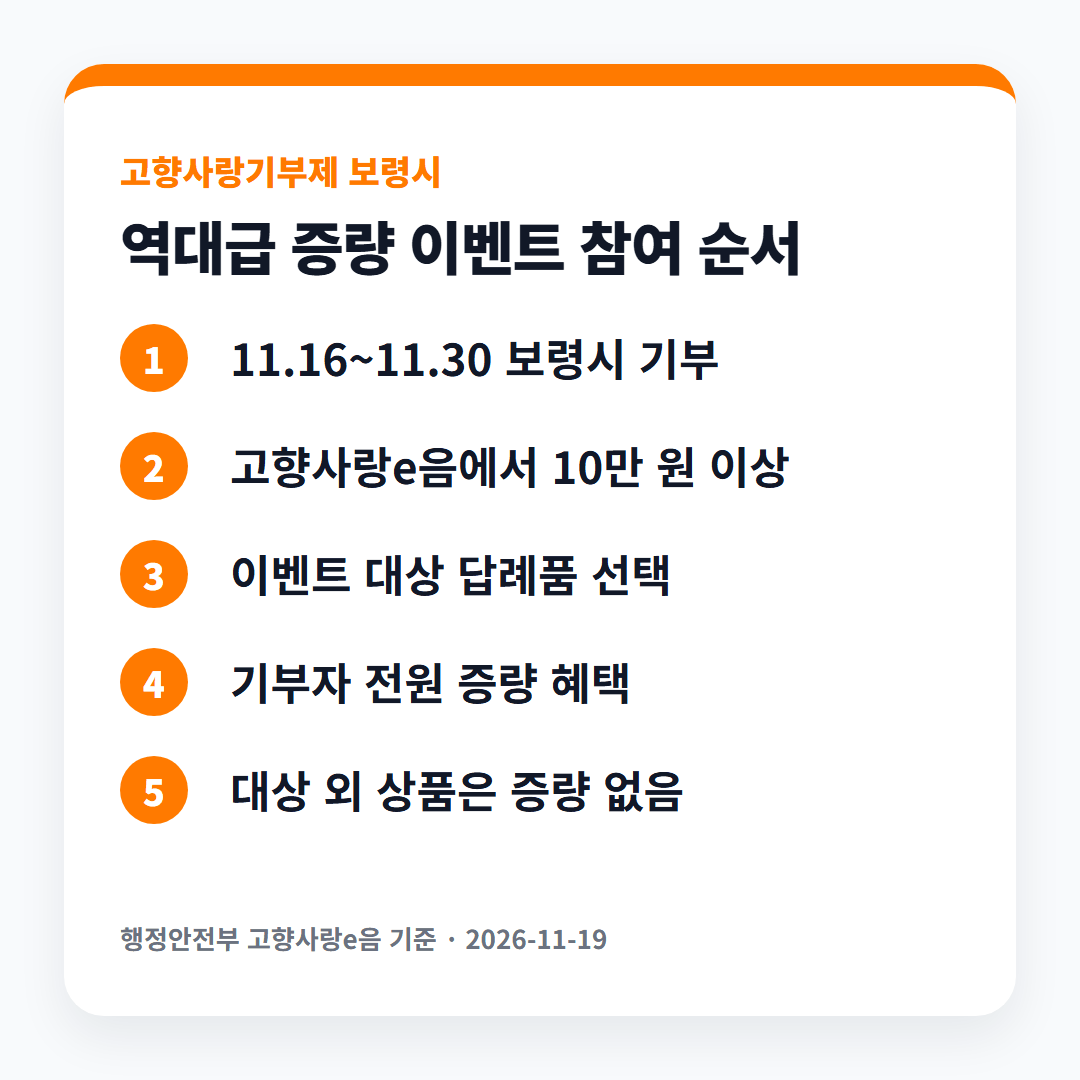 고향사랑기부제 보령시
역대급 증량 이벤트 참여 순서
1 11.16~11.30 보령시 기부
2 고향사랑e음에서 10만 원 이상
3 이벤트 대상 답례품 선택
4 기부자 전원 증량 혜택
5 대상 외 상품은 증량 없음
행정안전부 고향사랑e음 기준 · 2026-11-19